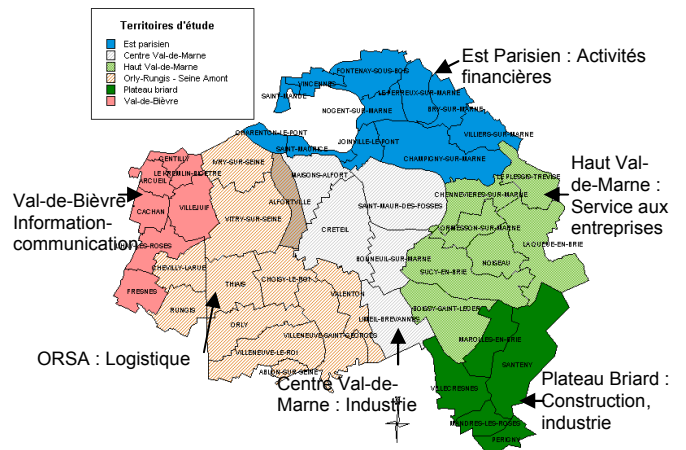 Territoires d'étude
Est parisien
Centre Val-de-Marne
Haut Val-de-Marne
Orly-Rungis - Seine Amont
Plateau briard
Val-de-Bièvre
Est Parisien : Activités
financières
Haut Val-
de-Marne :
Service aux
entreprises
Val-de-Bièvre
Information-
communication
ORSA : Logistique
Centre Val-de-
Marne : Industrie
Plateau Briard :
Construction,
industrie
FONTENAY-SOUS-BOIS
VINCENNES
SAINT-MANDE
LE PERREUX-SUR-MARNE
BRY-SUR-MARNE
NOGENT-SUR-MARNE
VILLIERS-SUR-MARNE
CHARENTON-LE-PONT
SAINT-MAURICE
JOINVILLE-LE-PONT
CHAMPIGNY-SUR-MARNE
GENTILLY
LE KREMLIN-BICETRE
ARCUEIL
IVRY-SUR-SEINE
MAISONS-ALFORT
LE PLESSIS-TREVISE
CHENNEVIERES-SUR-MARNE
CACHAN
VILLEJUIF
VITRY-SUR-SEINE
ALFORTVILLE
SAINT-MAUR-DES-FOSSES
CRETEIL
ORMESSON-SUR-MARNE
LA QUEUE-EN-BRIE
CHEVILLY-LARUE
BONNEUIL-SUR-MARNE
NOISEAU
SUCY-EN-BRIE
FRESNES
THIAIS
CHOISY-LE-ROI
VALENTON
RUNGIS
BOISSY-SAINT-LEGER
ORLY
LIMEIL-BREVANNES
VILLENEUVE-SAINT-GEORGES
VILLENEUVE-LE-ROI
MAROLLES-EN-BRIE
SANTENY
ABLON-SUR-SEINE
VILLECRESNES
MANDRES-LES-ROSES
PERIGNY